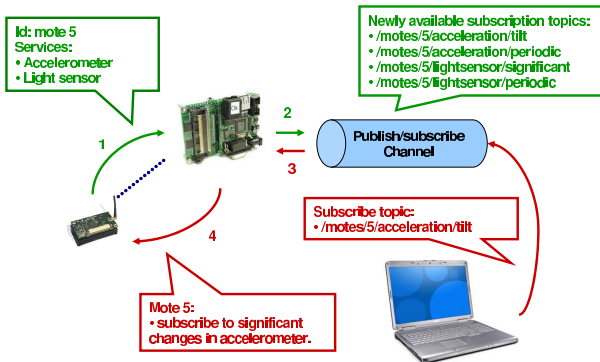 Id: mote 5
Services:
• Accelerometer
• Light sensor
Newly available subscription topics:
• /motes/5/acceleration/tilt
• /motes/5/acceleration/periodic
• /motes/5/lightsensor/significant
• /motes/5/lightsensor/periodic
1
2
Publish/subscribe
Channel
3
Subscribe topic:
• /motes/5/acceleration/tilt
4
Mote 5:
• subscribe to significant
changes in accelerometer.